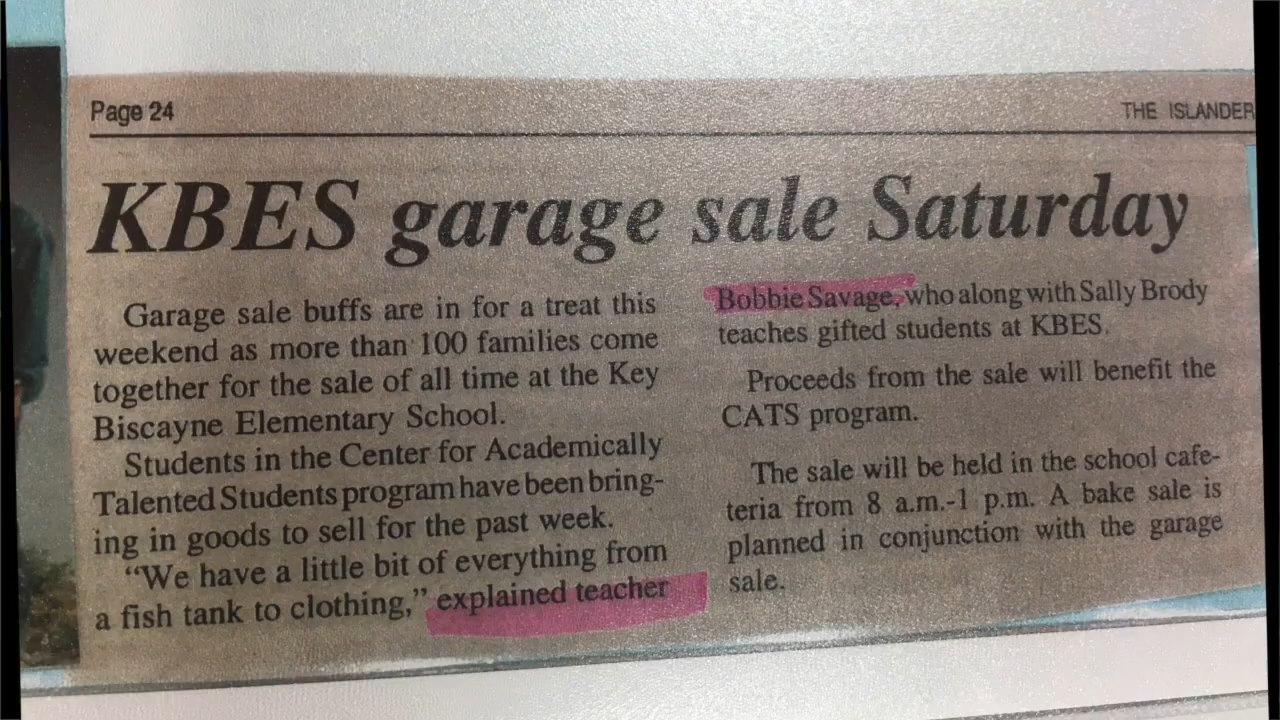 Page 24
THE ISLANDER
KBES garage sale Saturday
Garage sale buffs are in for a treat this
weekend as more than 100 families come
together for the sale of all time at the Key
Biscayne Elementary School.
Students in the Center for Academically
Talented Students program have been bring-
ing in goods to sell for the past week.
“We have a little bit of everything from
a fish tank to clothing,” explained teacher
Bobbie Savage, who along with Sally Brody
teaches gifted students at KBES.
Proceeds from the sale will benefit the
CATS program.
The sale will be held in the school cafe-
teria from 8 a.m.-1 p.m. A bake sale is
planned in conjunction with the garage
sale.